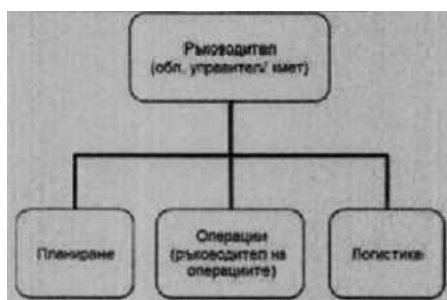 Ръководител
(обл. управител/ кмет)
Планиране
Операции
(ръководител на
операциите)
Логистика